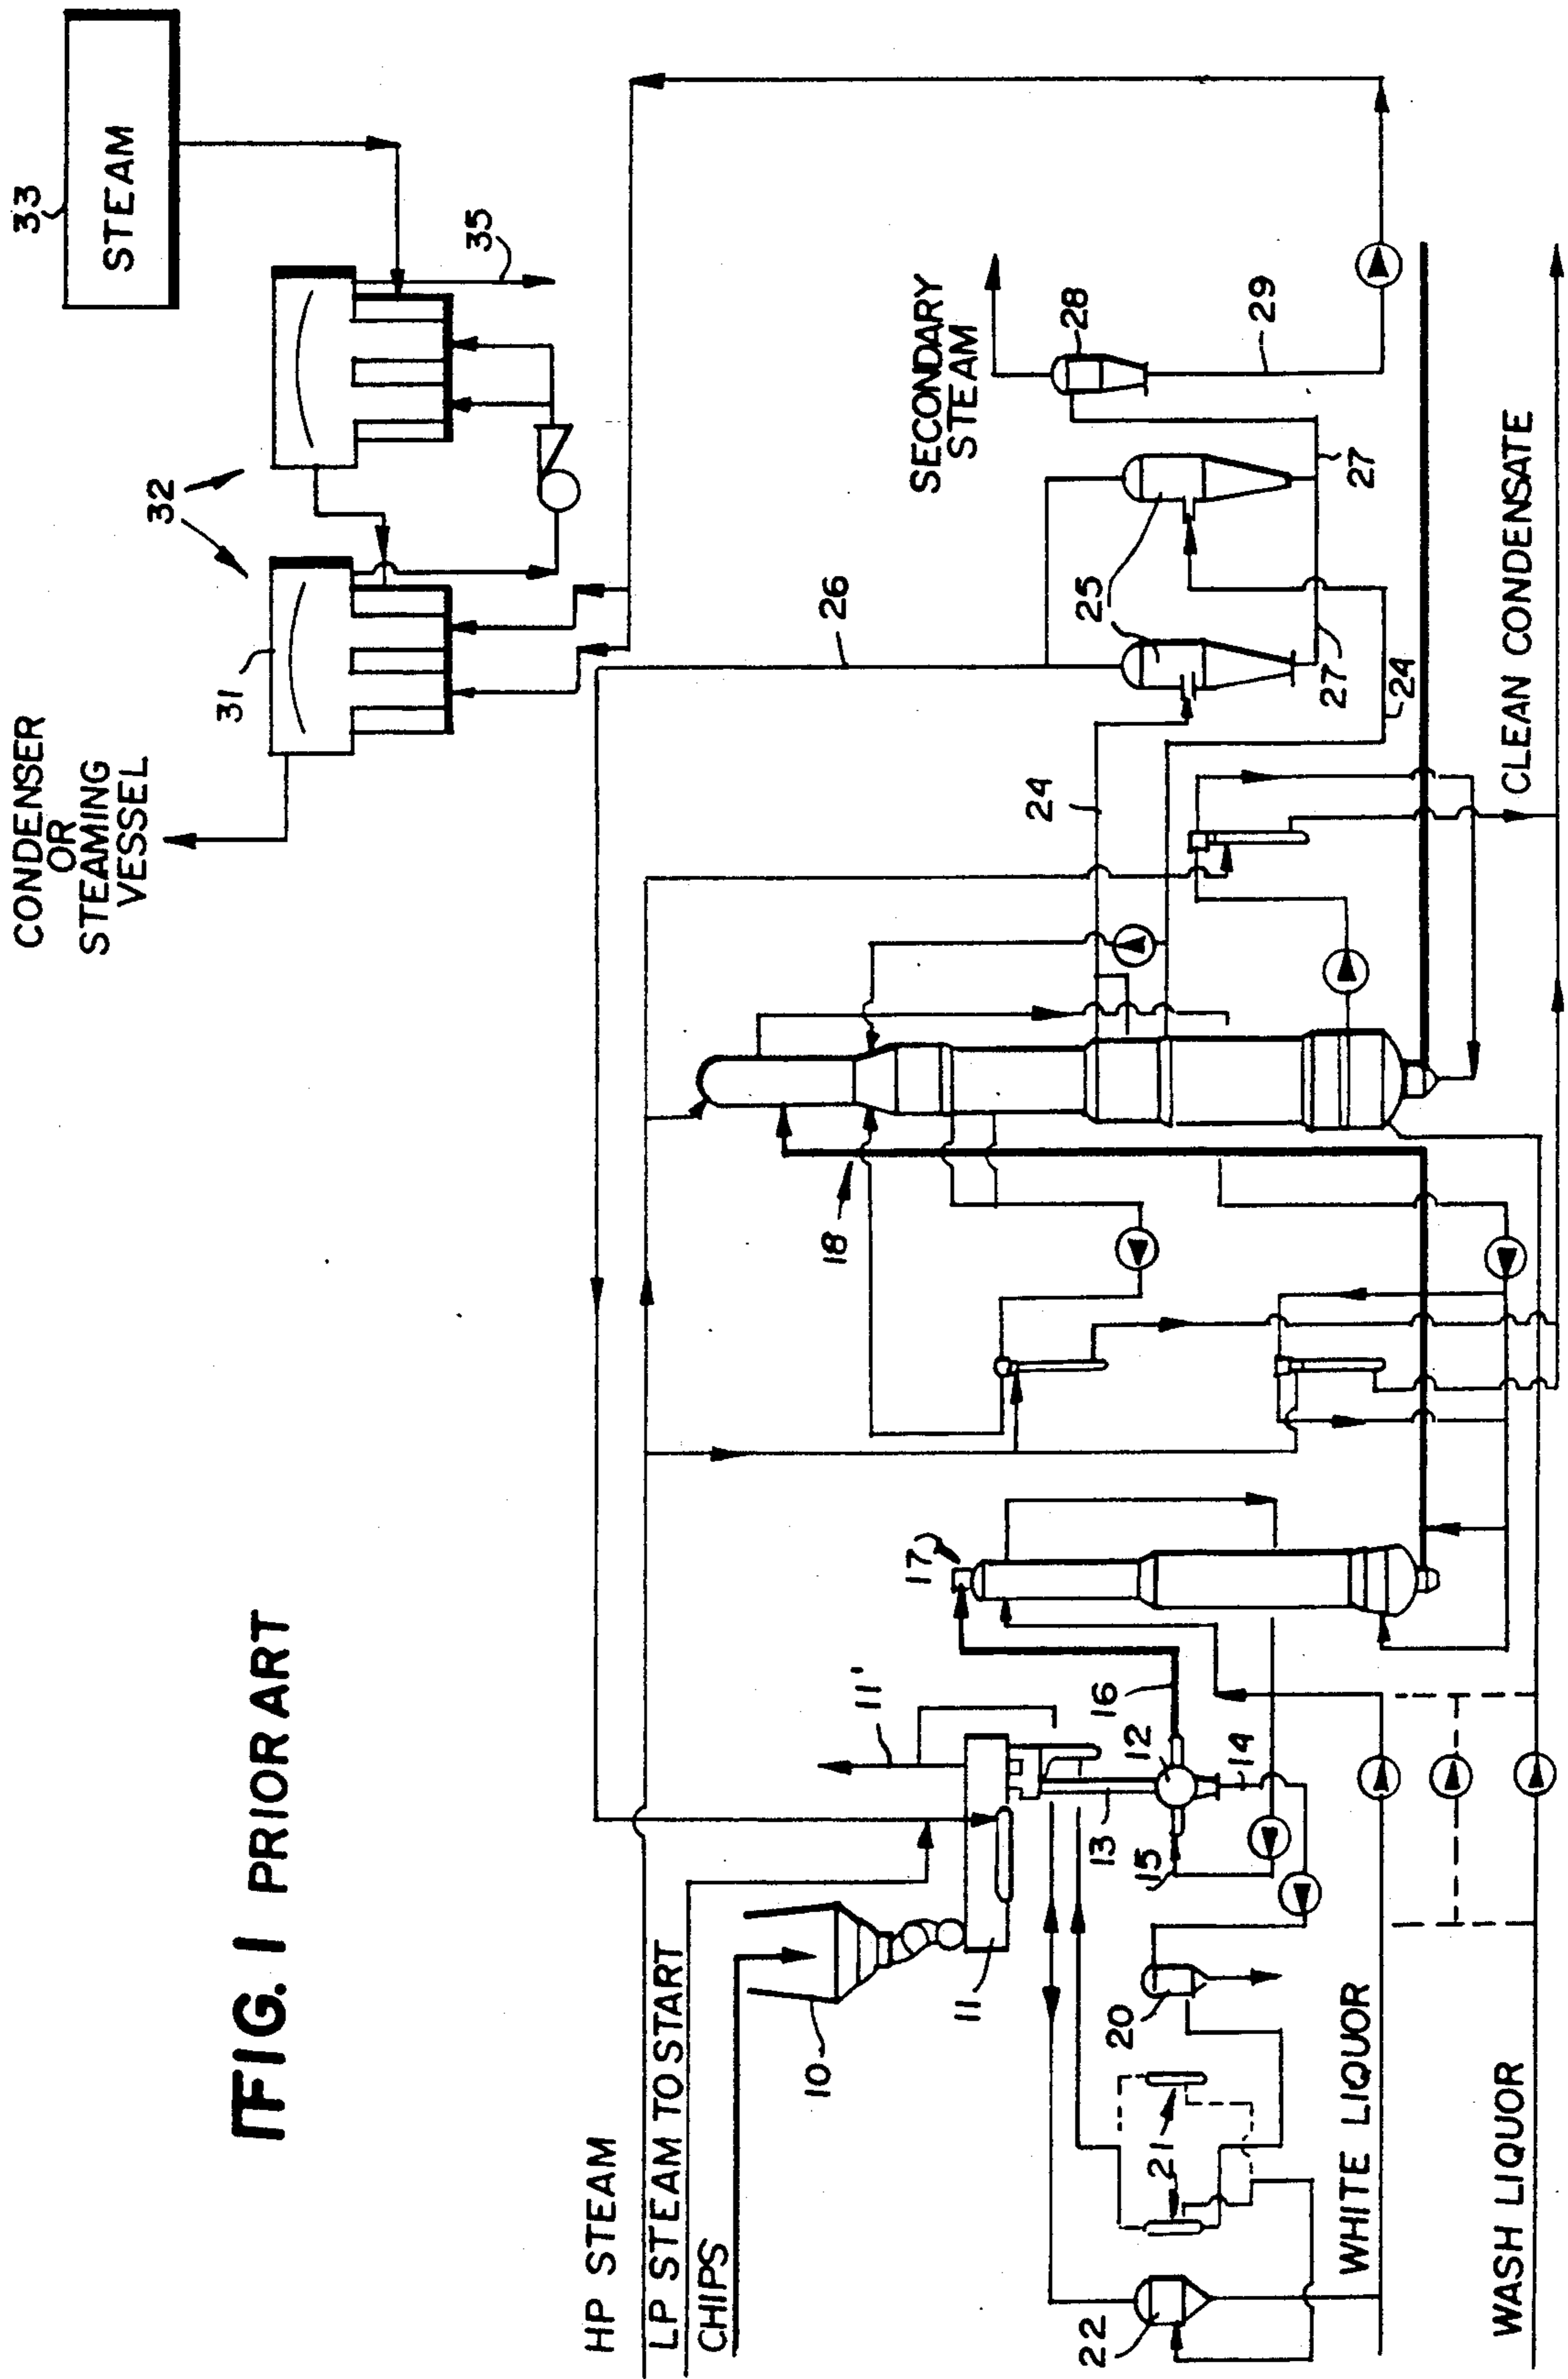 FIG. 1 PRIOR ART
CONDENSER
OR
STEAMING
VESSEL
33
STEAM
32
31
35
SECONDARY
STEAM
28
29
27
25
26
27
24
24
CLEAN CONDENSATE
18
17
11'
16
12
14
13
15
11
10
20
21
22
HP STEAM
LP STEAM TO START
CHIPS
WHITE LIQUOR
WASH LIQUOR